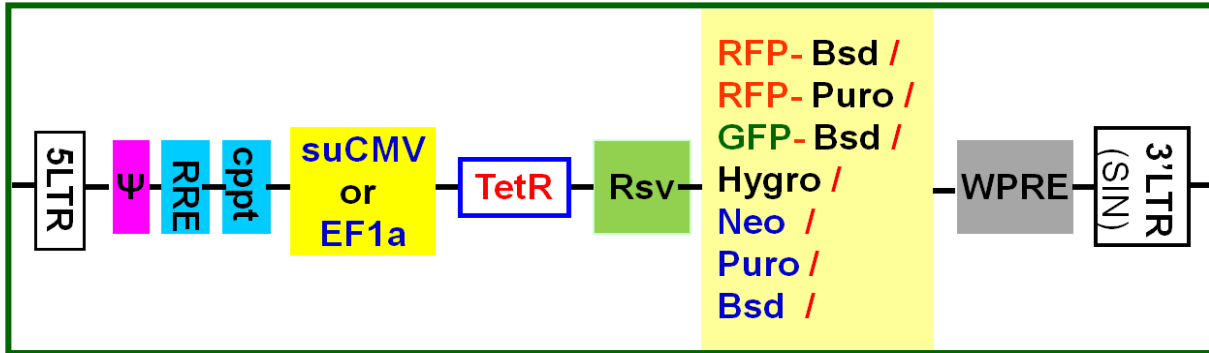 5LTR
Ψ
RRE
cppt
suCMV
or
EF1a
TetR
Rsv
RFP- Bsd /
RFP- Puro /
GFP- Bsd /
Hygro /
Neo /
Puro /
Bsd /
WPRE
3'LTR
(SIN)